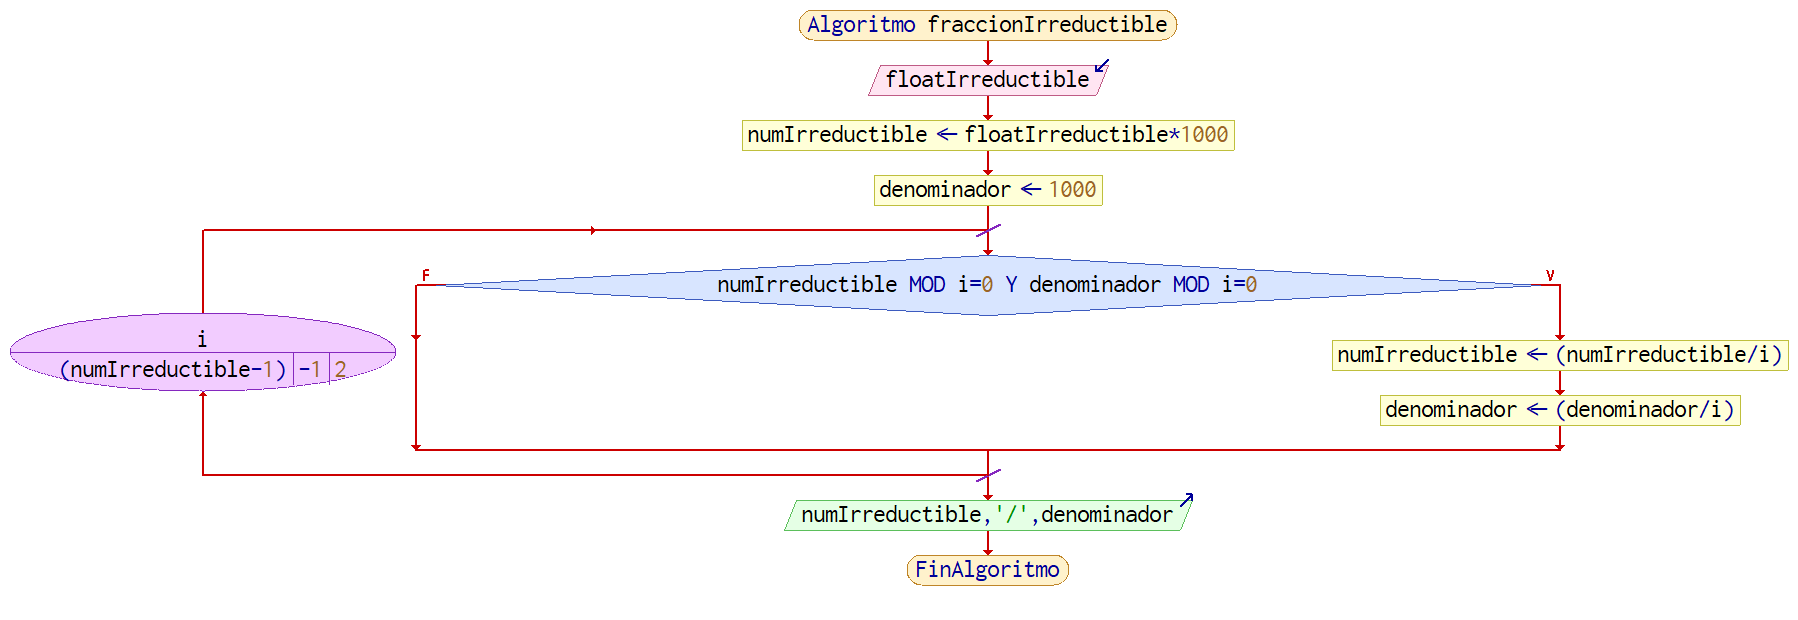 Algoritmo fraccionIrreductible
floatIrreductible
numIrreductible ← floatIrreductible*1000
denominador ← 1000
F
V
numIrreductible MOD i=0 Y denominador MOD i=0
i
(numIrreductible-1) -1 2
numIrreductible ← (numIrreductible/i)
denominador ← (denominador/i)
numIrreductible,'/',denominador
FinAlgoritmo